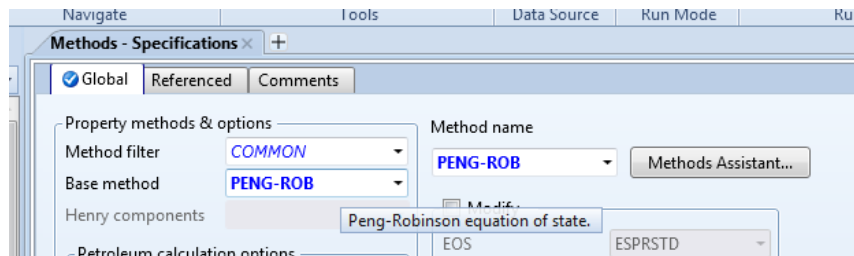 Navigate Tools Data Source Run Mode Ru
Methods - Specifications × +
Global Referenced Comments
Property methods & options
Method filter COMMON
Base method PENG-ROB
Henry components
Petroleum calculation options
Method name
PENG-ROB Methods Assistant...
Modify
Peng-Robinson equation of state.
EOS ESPRSTD